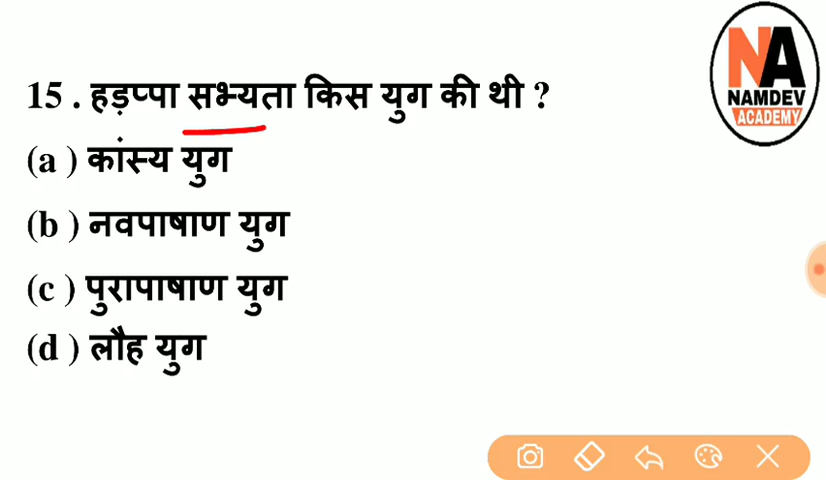 15 . हड़प्पा सभ्यता किस युग की थी ?
(a ) कांस्य युग
(b ) नवपाषाण युग
(c ) पुरापाषाण युग
(d ) लौह युग
NA
NAMDEV
ACADEMY